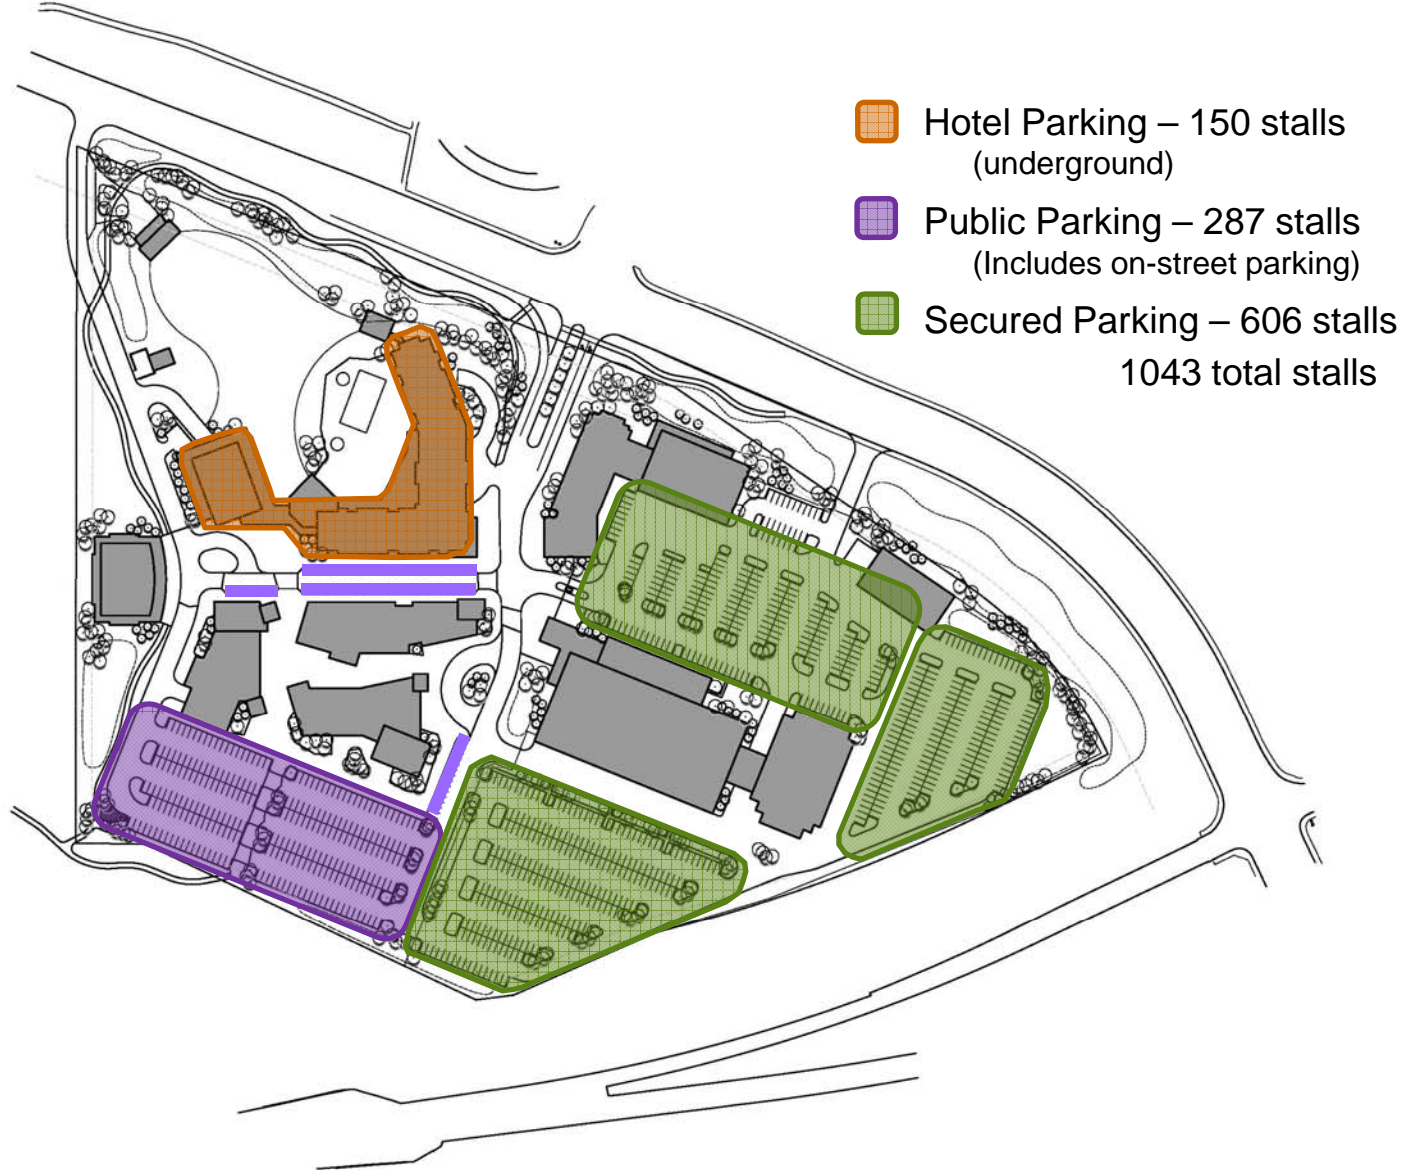 Hotel Parking – 150 stalls
(underground)
Public Parking – 287 stalls
(Includes on-street parking)
Secured Parking – 606 stalls
1043 total stalls